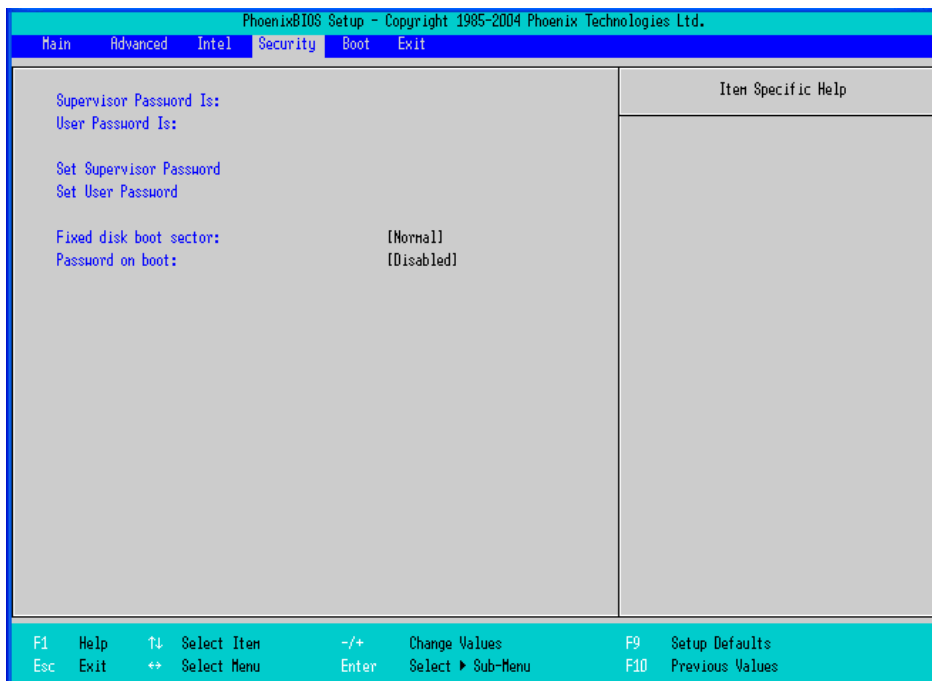 PhoenixBIOS Setup - Copyright 1985-2004 Phoenix Technologies Ltd.
Main Advanced Intel Security Boot Exit
Item Specific Help
Supervisor Password Is:
User Password Is:
Set Supervisor Password
Set User Password
Fixed disk boot sector: [Normal]
Password on boot: [Disabled]
F1 Help ↑↓ Select Item -/+ Change Values F9 Setup Defaults
Esc Exit ↔ Select Menu Enter Select ▶ Sub-Menu F10 Previous Values